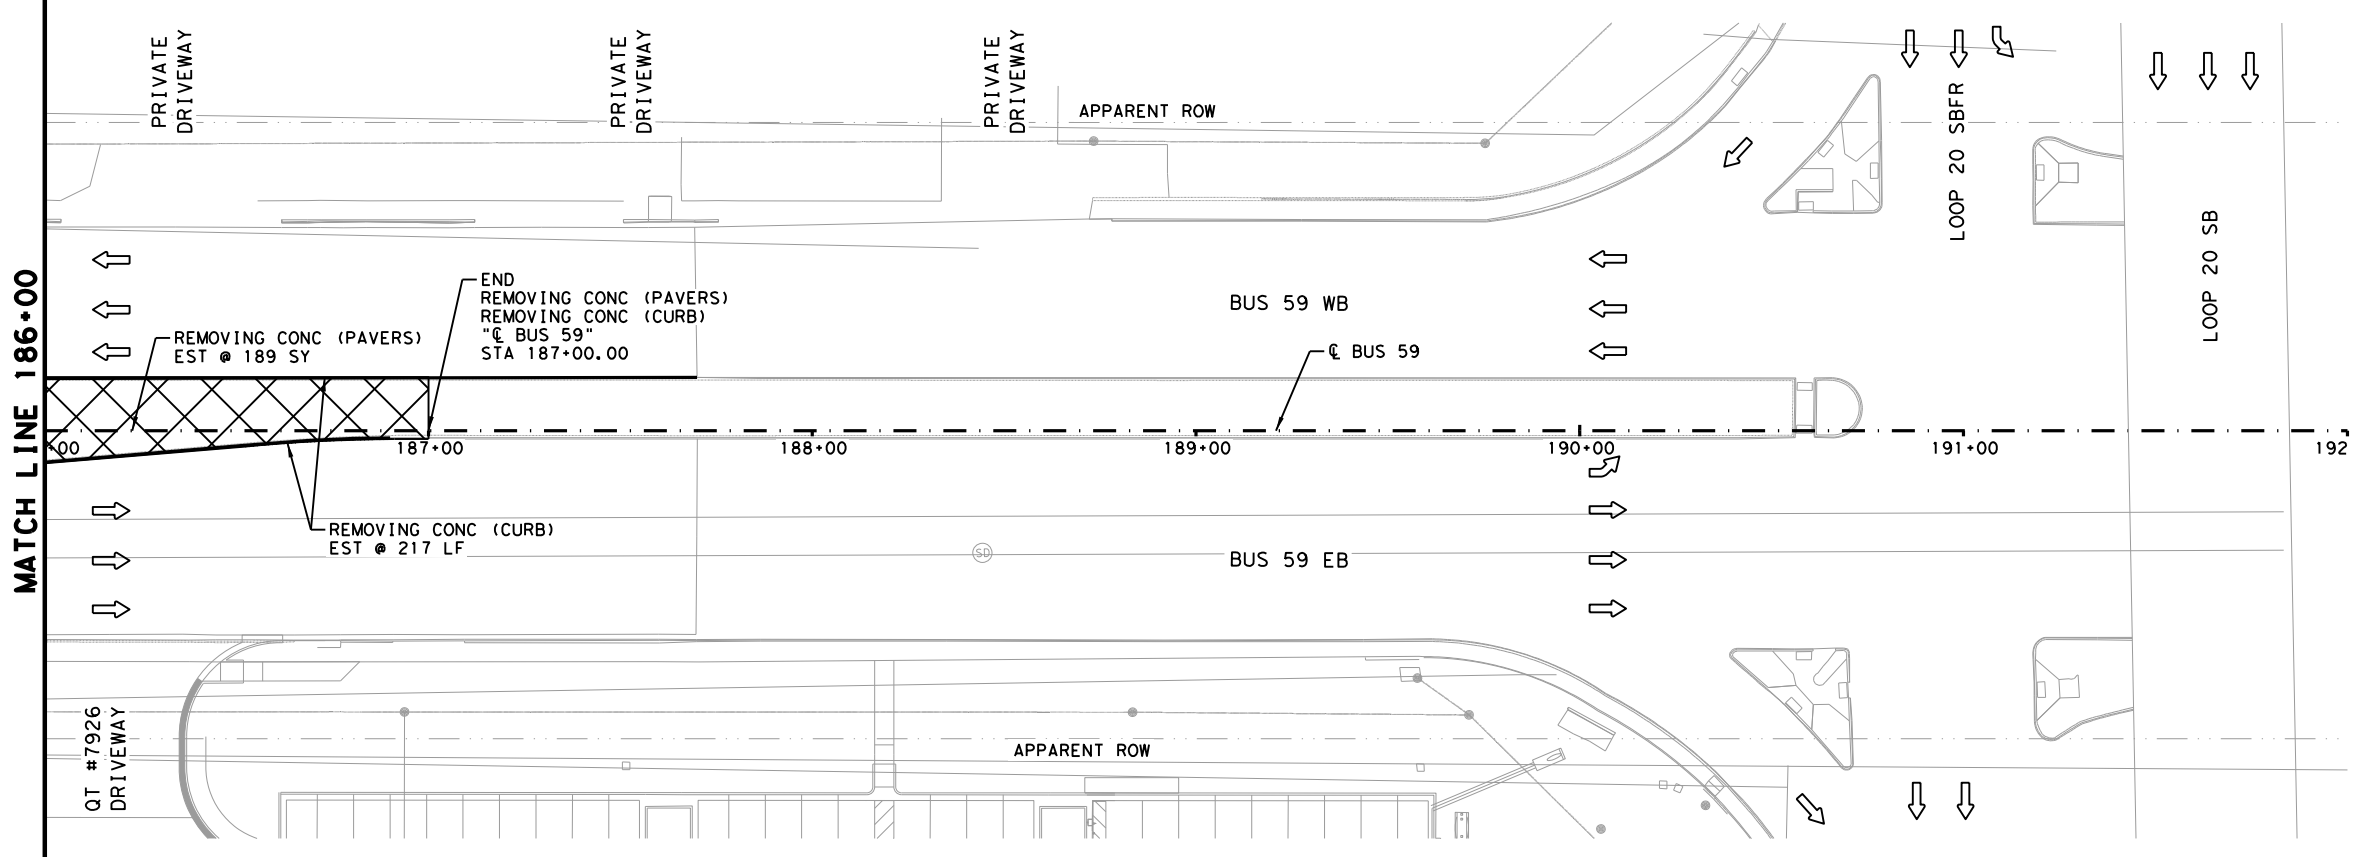 PRIVATE
DRIVEWAY
PRIVATE
DRIVEWAY
PRIVATE
DRIVEWAY
APPARENT ROW
LOOP 20 SBFR
LOOP 20 SB
MATCH LINE 186+00
END
REMOVING CONC (PAVERS)
REMOVING CONC (CURB)
"℄ BUS 59"
STA 187+00.00
REMOVING CONC (PAVERS)
EST @ 189 SY
BUS 59 WB
℄ BUS 59
+00
187+00
188+00
189+00
190+00
191+00
192
REMOVING CONC (CURB)
EST @ 217 LF
SD
BUS 59 EB
QT #7926
DRIVEWAY
APPARENT ROW